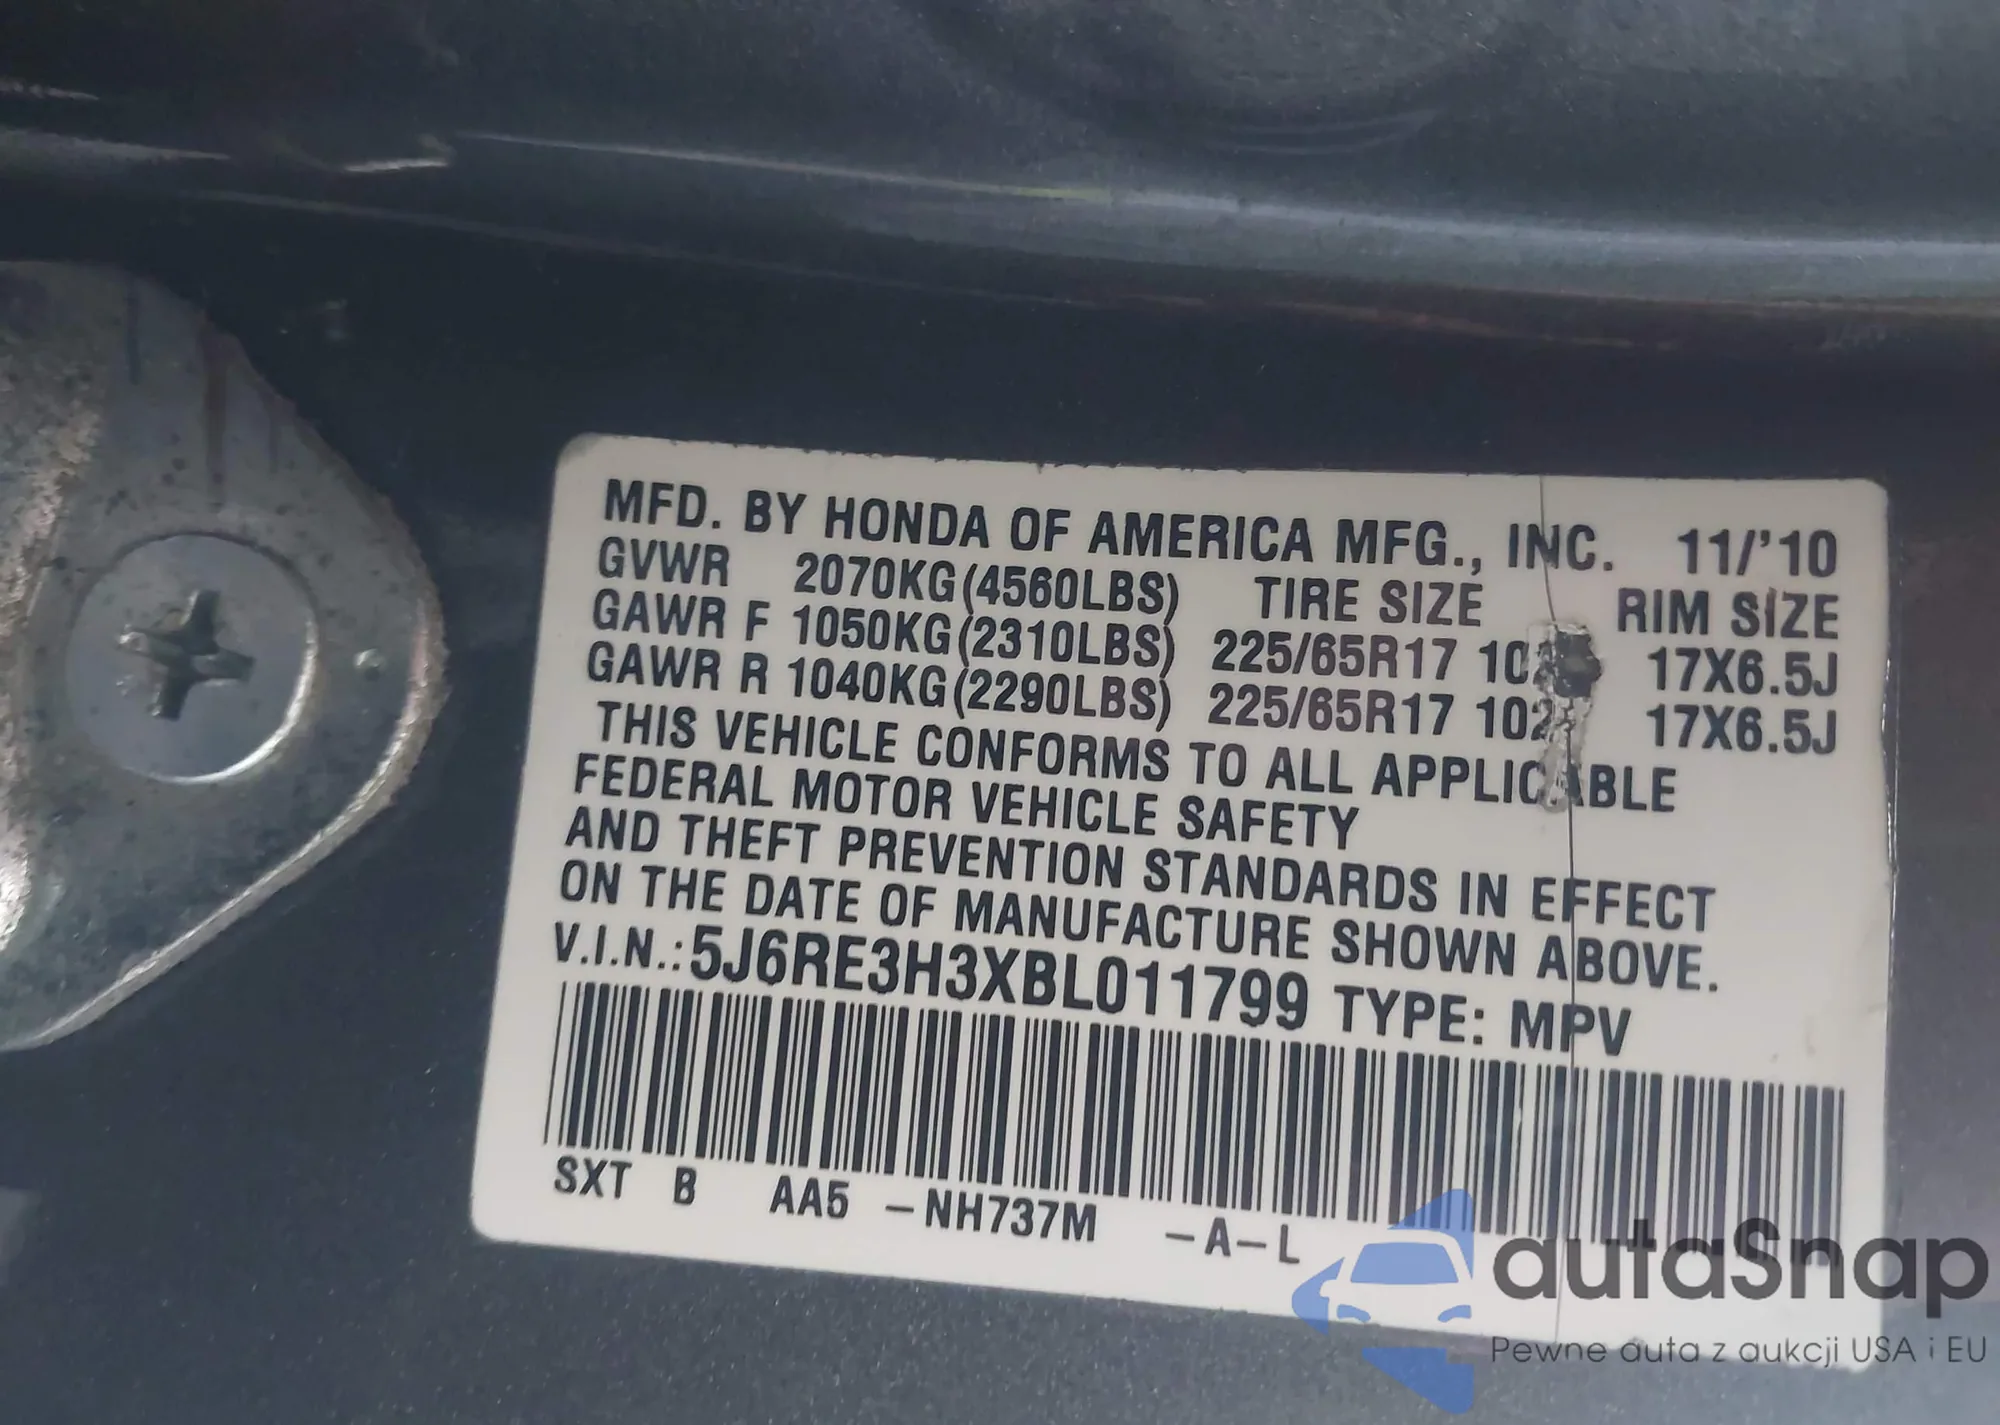 MFD. BY HONDA OF AMERICA MFG., INC. 11/'10
GVWR 2070KG(4560LBS) TIRE SIZE RIM SIZE
GAWR F 1050KG(2310LBS) 225/65R17 17X6.5J
GAWR R 1040KG(2290LBS) 225/65R17 17X6.5J
THIS VEHICLE CONFORMS TO ALL APPLICABLE
FEDERAL MOTOR VEHICLE SAFETY
AND THEFT PREVENTION STANDARDS IN EFFECT
ON THE DATE OF MANUFACTURE SHOWN ABOVE.
V.I.N.:5J6RE3H3XBL011799 TYPE: MPV
SXT B AA5 –NH737M –A–L
autaSnap
Pewne auta z aukcji USA i EU